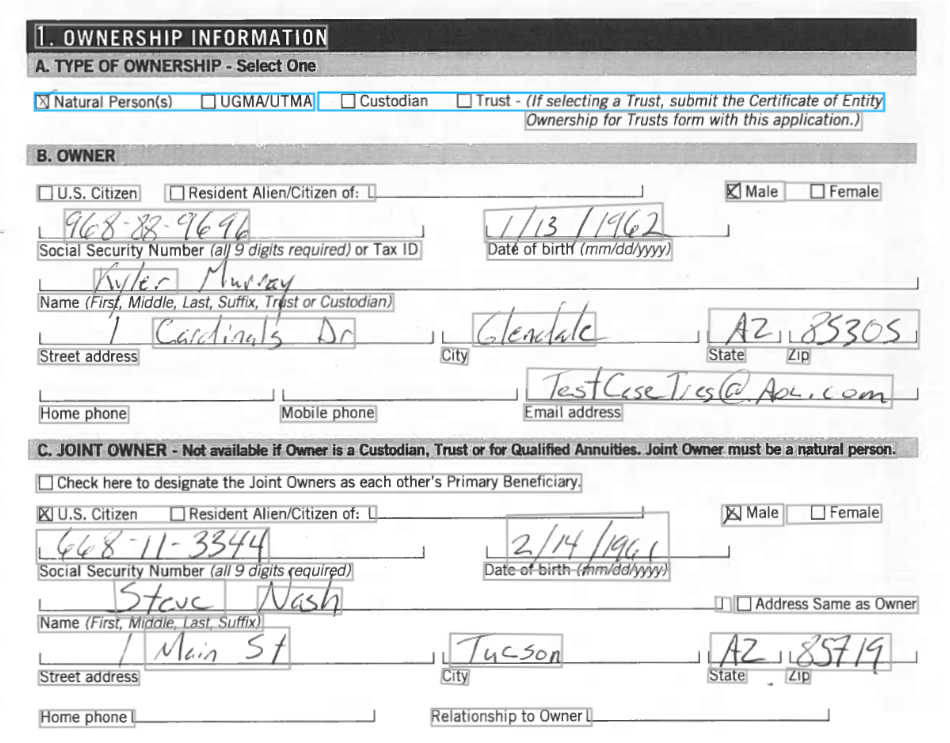 1. OWNERSHIP INFORMATION
A. TYPE OF OWNERSHIP - Select One
☒ Natural Person(s) ☐ UGMA/UTMA ☐ Custodian ☐ Trust - (If selecting a Trust, submit the Certificate of Entity
Ownership for Trusts form with this application.)
B. OWNER
☐ U.S. Citizen ☐ Resident Alien/Citizen of: ☒ Male ☐ Female
968-88-9696 1/13/1962
Social Security Number (all 9 digits required) or Tax ID Date of birth (mm/dd/yyyy)
Kyler Murray
Name (First, Middle, Last, Suffix, Trust or Custodian)
1 Cardinals Dr Glendale AZ 85305
Street address City State Zip
TestCaseTres@Aol.com
Home phone Mobile phone Email address
C. JOINT OWNER - Not available if Owner is a Custodian, Trust or for Qualified Annuities. Joint Owner must be a natural person.
☐ Check here to designate the Joint Owners as each other's Primary Beneficiary.
☒ U.S. Citizen ☐ Resident Alien/Citizen of: ☒ Male ☐ Female
668-11-3344 2/14/1961
Social Security Number (all 9 digits required) Date of birth (mm/dd/yyyy)
Steve Nash ☐ Address Same as Owner
Name (First, Middle, Last, Suffix)
1 Main St Tucson AZ 85719
Street address City State Zip
Home phone Relationship to Owner